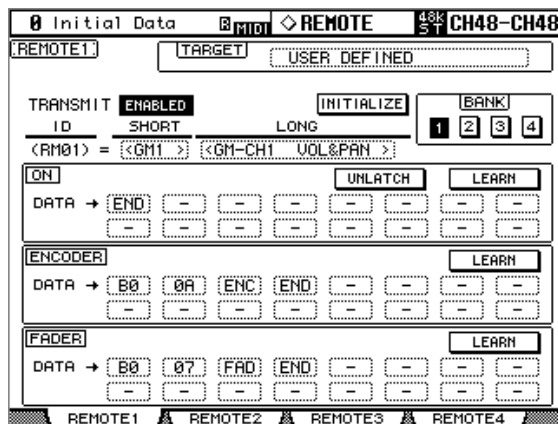 0 Initial Data B MIDI ◇REMOTE 48k ST CH48-CH48
REMOTE1 TARGET USER DEFINED
TRANSMIT ENABLED INITIALIZE BANK
ID SHORT LONG 1 2 3 4
(RM01) = <GM1 > <GM-CH1 VOL&PAN >
ON UNLATCH LEARN
DATA → END - - - - - - -
- - - - - - - -
ENCODER LEARN
DATA → B0 0A ENC END - - - -
- - - - - - - -
FADER LEARN
DATA → B0 07 FAD END - - - -
- - - - - - - -
REMOTE1 REMOTE2 REMOTE3 REMOTE4